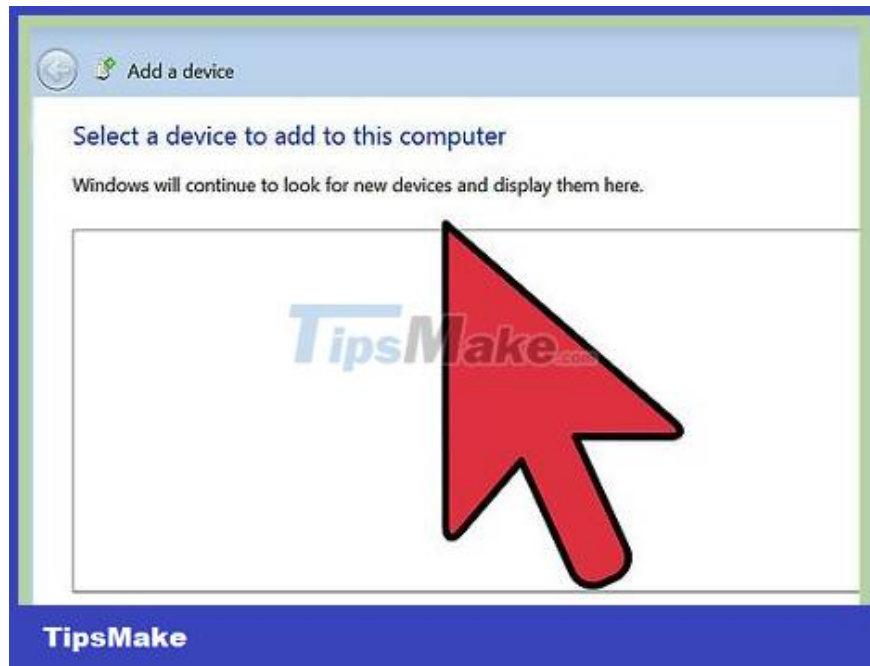 Add a device
Select a device to add to this computer
Windows will continue to look for new devices and display them here.
TipsMake.com
TipsMake